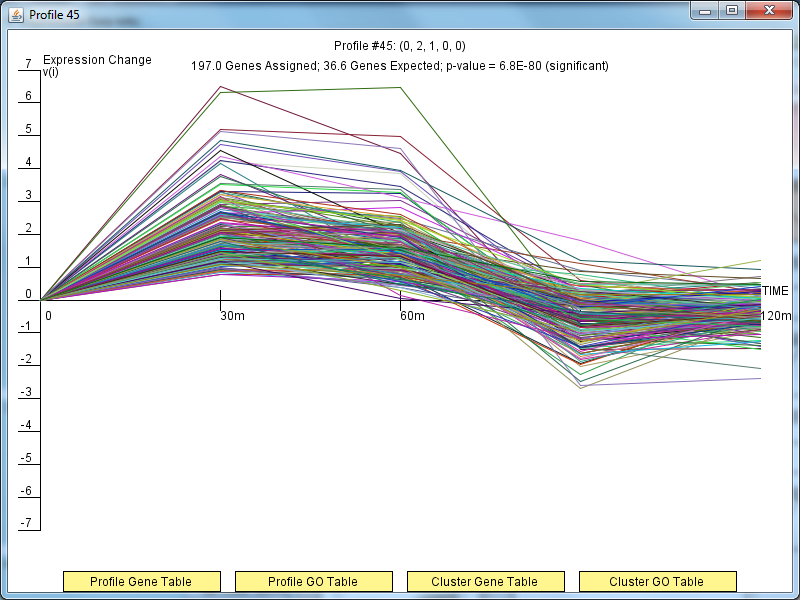 Profile 45
Profile #45: (0, 2, 1, 0, 0)
197.0 Genes Assigned; 36.6 Genes Expected; p-value = 6.8E-80 (significant)
Expression Change
v(i)
7
6
5
4
3
2
1
0
-1
-2
-3
-4
-5
-6
-7
TIME
0
30m
60m
120m
Profile Gene Table
Profile GO Table
Cluster Gene Table
Cluster GO Table